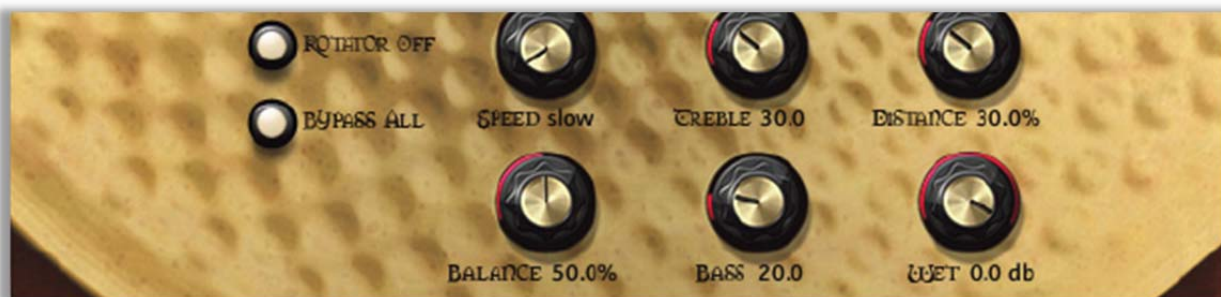 ROTATOR OFF
BYPASS ALL
SPEED slow
TREBLE 30.0
DISTANCE 30.0%
BALANCE 50.0%
BASS 20.0
WET 0.0 db